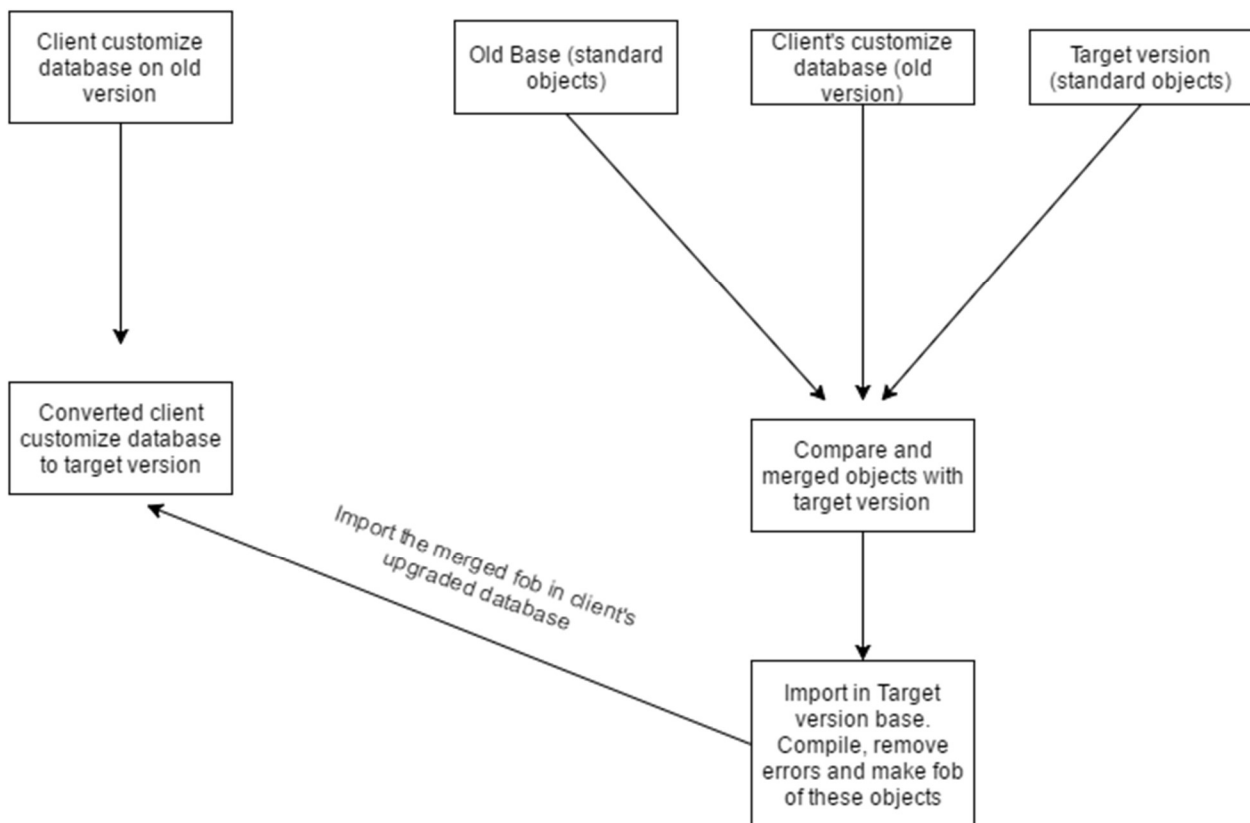 Client customize
database on old
version
Old Base (standard
objects)
Client's customize
database (old
version)
Target version
(standard objects)
Converted client
customize database
to target version
Compare and
merged objects with
target version
Import the merged fob in client's
upgraded database
Import in Target
version base.
Compile, remove
errors and make fob
of these objects